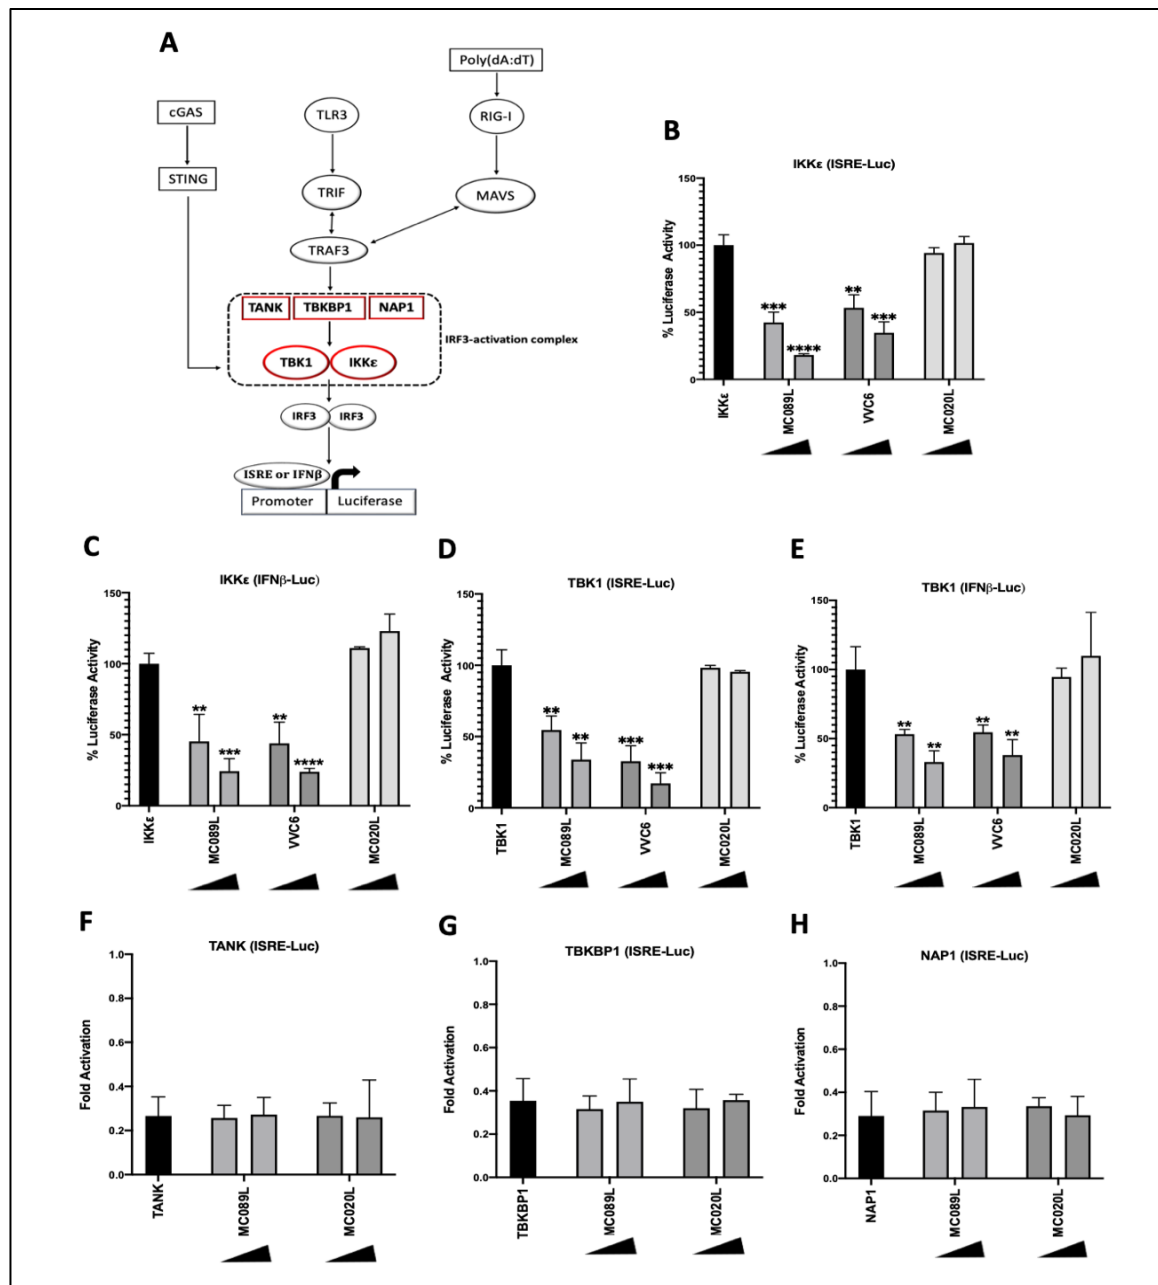 A
Poly(dA:dT)
cGAS
TLR3
RIG-I
STING
TRIF
MAVS
TRAF3
TANK TBKBP1 NAP1
IRF3-activation complex
TBK1 IKKε
IRF3 IRF3
ISRE or IFNβ
Promoter Luciferase
B
IKKε (ISRE-Luc)
% Luciferase Activity
150
100
50
0
***
****
**
***
IKKε
MC089L
VVC6
MC020L
C
IKKε (IFNβ-Luc)
% Luciferase Activity
150
100
50
0
**
***
**
****
IKKε
MC089L
VVC6
MC020L
D
TBK1 (ISRE-Luc)
% Luciferase Activity
150
100
50
0
**
**
***
***
TBK1
MC089L
VVC6
MC020L
E
TBK1 (IFNβ-Luc)
% Luciferase Activity
150
100
50
0
**
**
**
**
TBK1
MC089L
VVC6
MC020L
F
TANK (ISRE-Luc)
Fold Activation
1.0
0.8
0.6
0.4
0.2
0.0
TANK
MC089L
MC020L
G
TBKBP1 (ISRE-Luc)
Fold Activation
1.0
0.8
0.6
0.4
0.2
0.0
TBKBP1
MC089L
MC020L
H
NAP1 (ISRE-Luc)
Fold Activation
1.0
0.8
0.6
0.4
0.2
0.0
NAP1
MC089L
MC020L